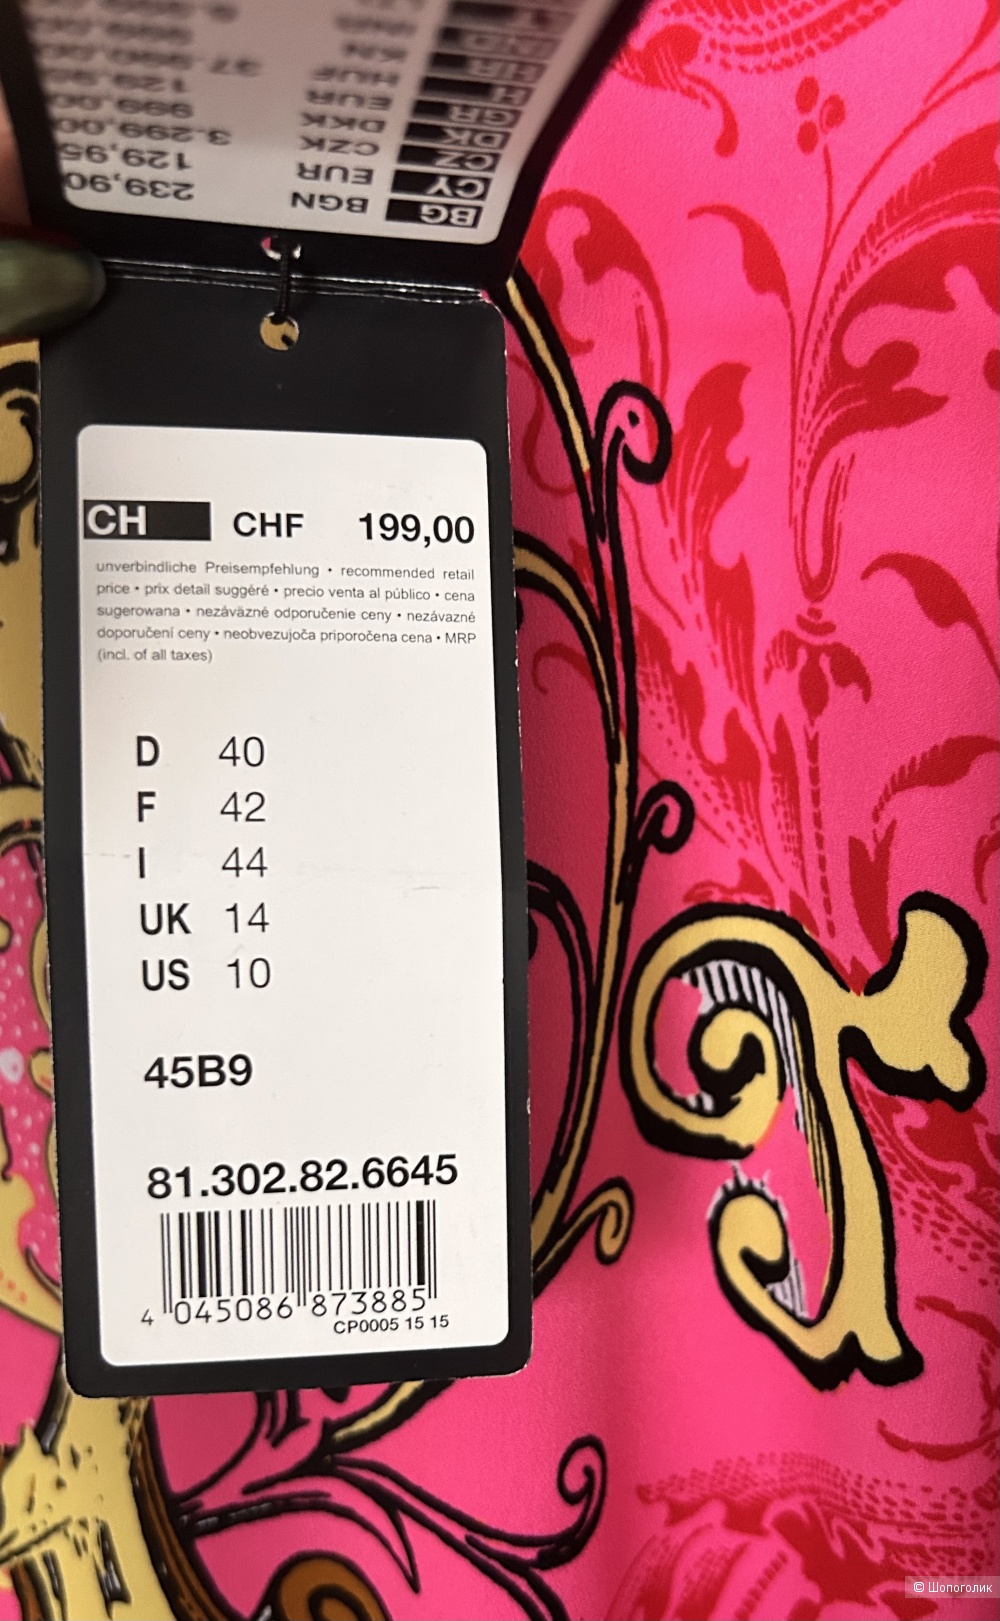 BG BGN 239,90
CY EUR 129,95
CZ CZK 3.299,00
DK DKK 999,00
GR EUR 129,95
H HUF
HR KN
CH CHF 199,00
unverbindliche Preisempfehlung • recommended retail
price • prix detail suggéré • precio venta al público • cena
sugerowana • nezáväzné odporučenie ceny • nezávazné
doporučení ceny • neobvezujoča priporočena cena • MRP
(incl. of all taxes)
D 40
F 42
I 44
UK 14
US 10
45B9
81.302.82.6645
4 045086 873885
CP0005 15 15
© Шопоголик